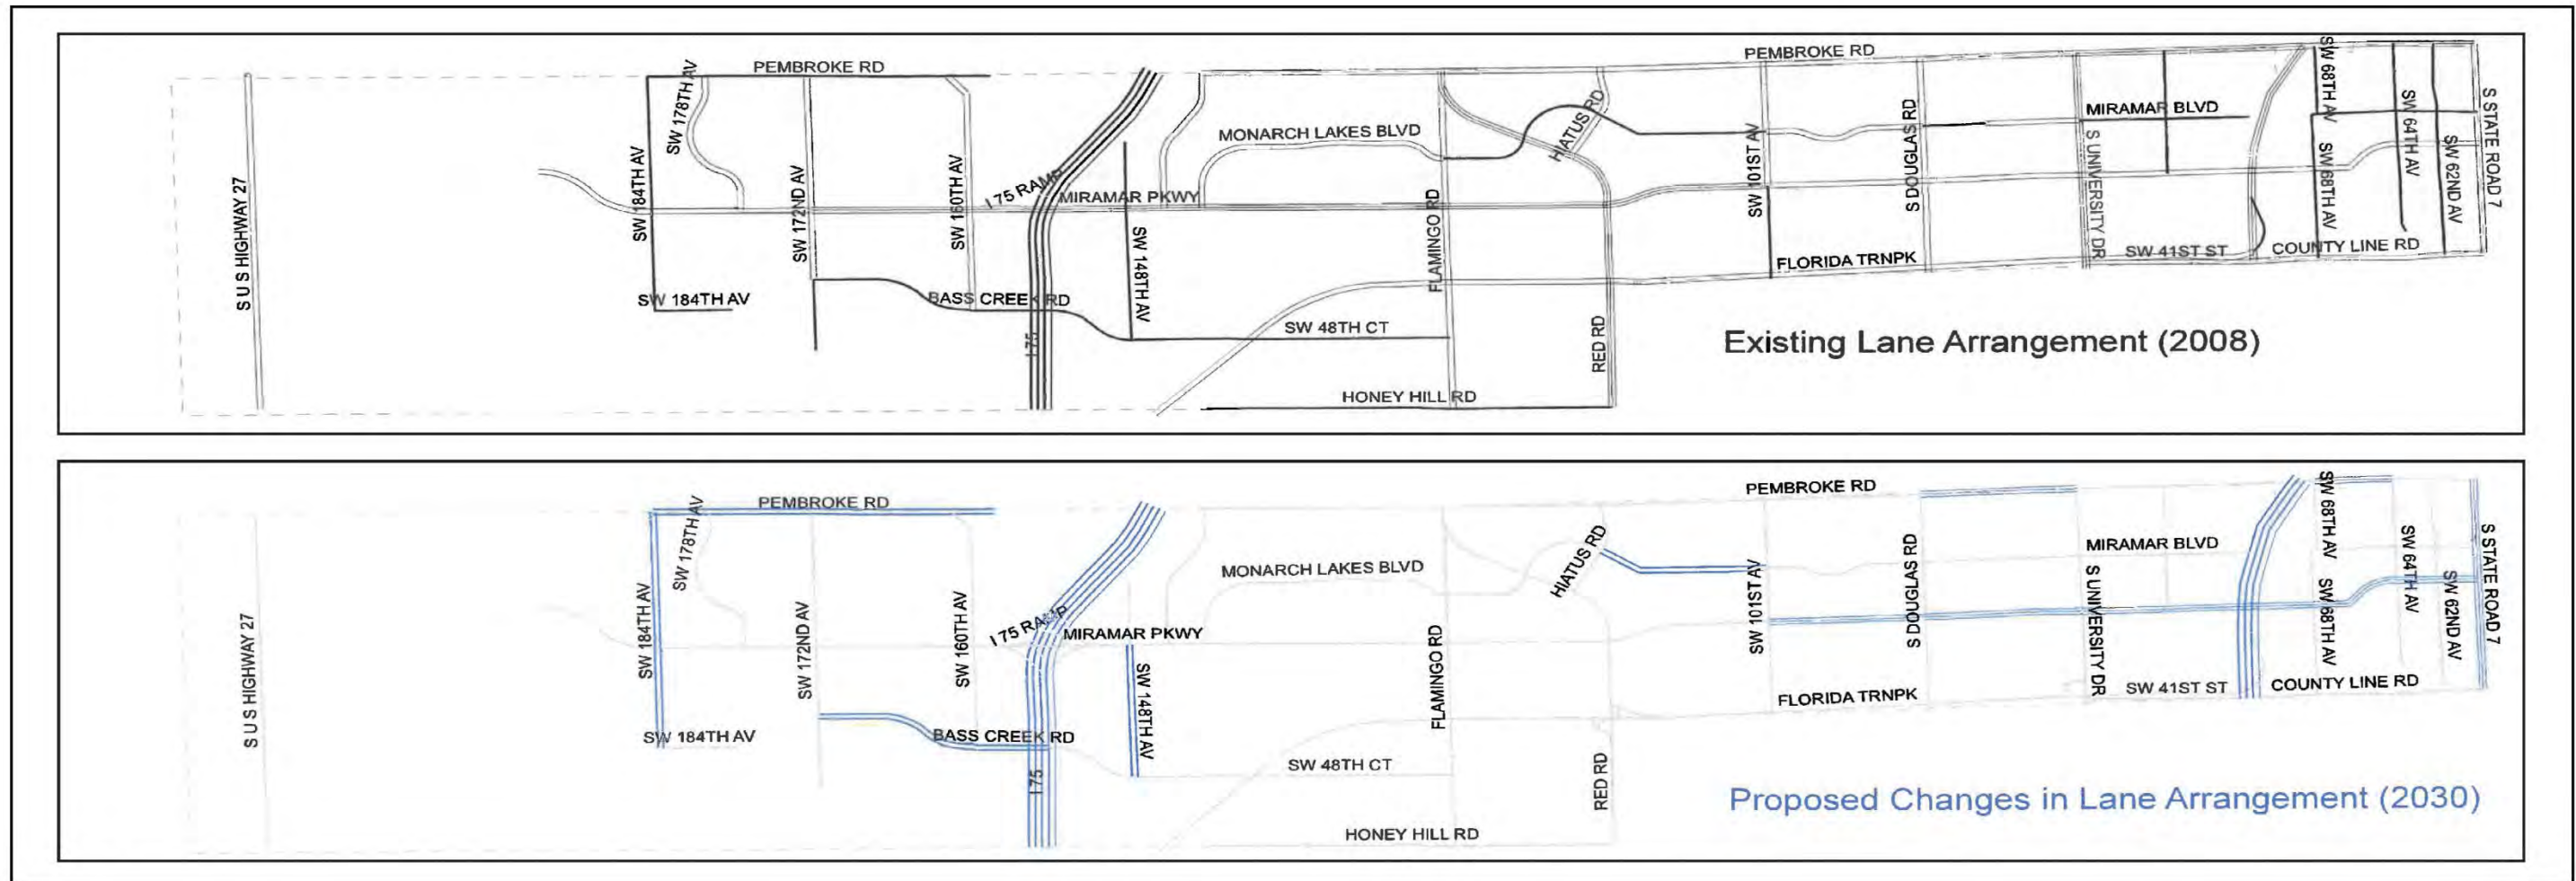 PEMBROKE RD
PEMBROKE RD
SW 178TH AV
SW 184TH AV
SW 172ND AV
SW 160TH AV
S U S HIGHWAY 27
I 75 RAMP
MIRAMAR PKWY
MONARCH LAKES BLVD
HIATUS RD
FLAMINGO RD
SW 101ST AV
S DOUGLAS RD
MIRAMAR BLVD
S UNIVERSITY DR
SW 68TH AV
SW 68TH AV
SW 64TH AV
SW 62ND AV
S STATE ROAD 7
SW 184TH AV
BASS CREEK RD
I 75
SW 148TH AV
SW 48TH CT
RED RD
FLORIDA TRNPK
SW 41ST ST
COUNTY LINE RD
HONEY HILL RD
Existing Lane Arrangement (2008)
PEMBROKE RD
PEMBROKE RD
SW 178TH AV
SW 184TH AV
SW 172ND AV
SW 160TH AV
S U S HIGHWAY 27
I 75 RAMP
MIRAMAR PKWY
MONARCH LAKES BLVD
HIATUS RD
FLAMINGO RD
SW 101ST AV
S DOUGLAS RD
MIRAMAR BLVD
S UNIVERSITY DR
SW 68TH AV
SW 68TH AV
SW 64TH AV
SW 62ND AV
S STATE ROAD 7
SW 184TH AV
BASS CREEK RD
I 75
SW 148TH AV
SW 48TH CT
RED RD
FLORIDA TRNPK
SW 41ST ST
COUNTY LINE RD
HONEY HILL RD
Proposed Changes in Lane Arrangement (2030)